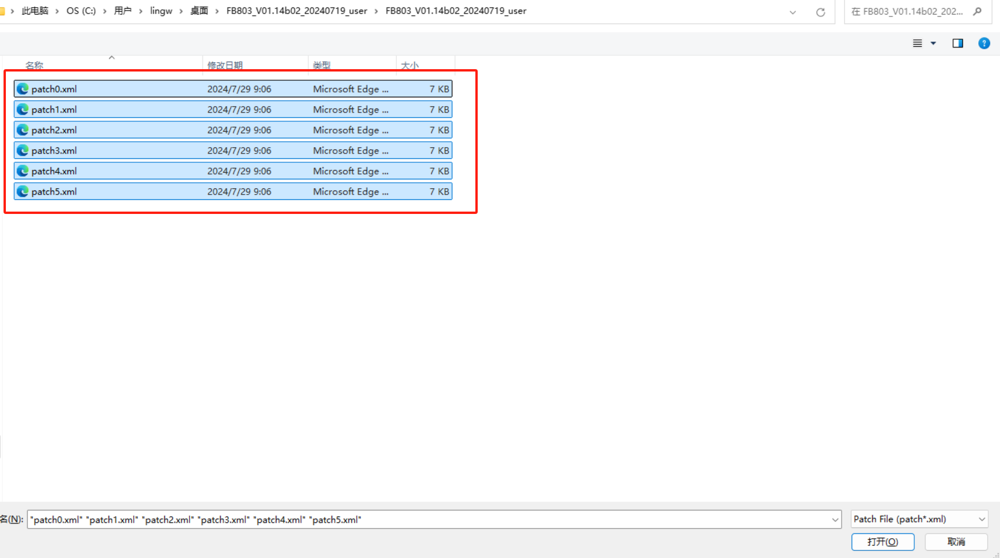 此电脑 › OS (C:) › 用户 › lingw › 桌面 › FB803_V01.14b02_20240719_user › FB803_V01.14b02_20240719_user
在 FB803_V01.14b02_202...
?
名称 修改日期 类型 大小
patch0.xml 2024/7/29 9:06 Microsoft Edge ... 7 KB
patch1.xml 2024/7/29 9:06 Microsoft Edge ... 7 KB
patch2.xml 2024/7/29 9:06 Microsoft Edge ... 7 KB
patch3.xml 2024/7/29 9:06 Microsoft Edge ... 7 KB
patch4.xml 2024/7/29 9:06 Microsoft Edge ... 7 KB
patch5.xml 2024/7/29 9:06 Microsoft Edge ... 7 KB
名(N): "patch0.xml" "patch1.xml" "patch2.xml" "patch3.xml" "patch4.xml" "patch5.xml" Patch File (patch*.xml)
打开(O) 取消